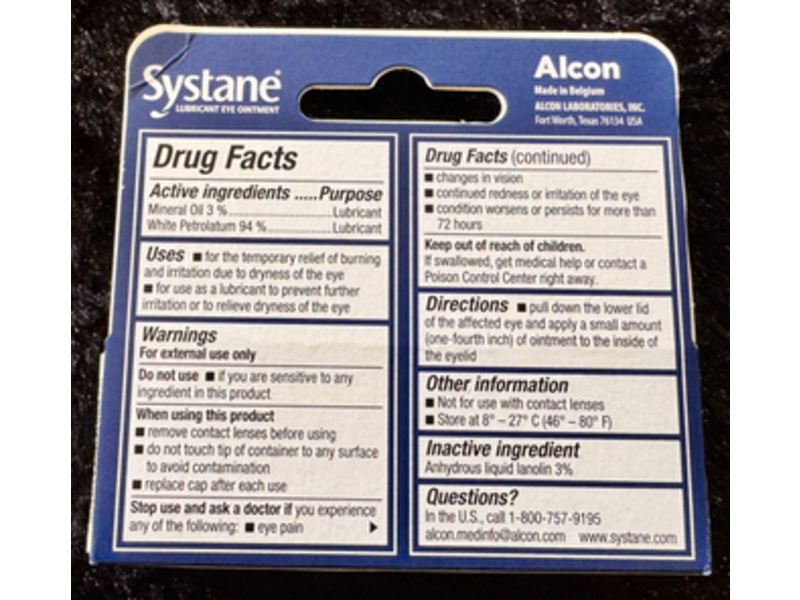 Systane®
LUBRICANT EYE OINTMENT
Alcon
Made in Belgium
ALCON LABORATORIES, INC.
Fort Worth, Texas 76134 USA
Drug Facts
Active ingredients .....Purpose
Mineral Oil 3 %..........................Lubricant
White Petrolatum 94 %................Lubricant
Uses ■ for the temporary relief of burning
and irritation due to dryness of the eye
■ for use as a lubricant to prevent further
irritation or to relieve dryness of the eye
Warnings
For external use only
Do not use ■ if you are sensitive to any
ingredient in this product
When using this product
■ remove contact lenses before using
■ do not touch tip of container to any surface
to avoid contamination
■ replace cap after each use
Stop use and ask a doctor if you experience
any of the following: ■ eye pain ▶
Drug Facts (continued)
■ changes in vision
■ continued redness or irritation of the eye
■ condition worsens or persists for more than
72 hours
Keep out of reach of children.
If swallowed, get medical help or contact a
Poison Control Center right away.
Directions ■ pull down the lower lid
of the affected eye and apply a small amount
(one-fourth inch) of ointment to the inside of
the eyelid
Other information
■ Not for use with contact lenses
■ Store at 8° – 27° C (46° – 80° F)
Inactive ingredient
Anhydrous liquid lanolin 3%
Questions?
In the U.S., call 1-800-757-9195
alcon.medinfo@alcon.com www.systane.com